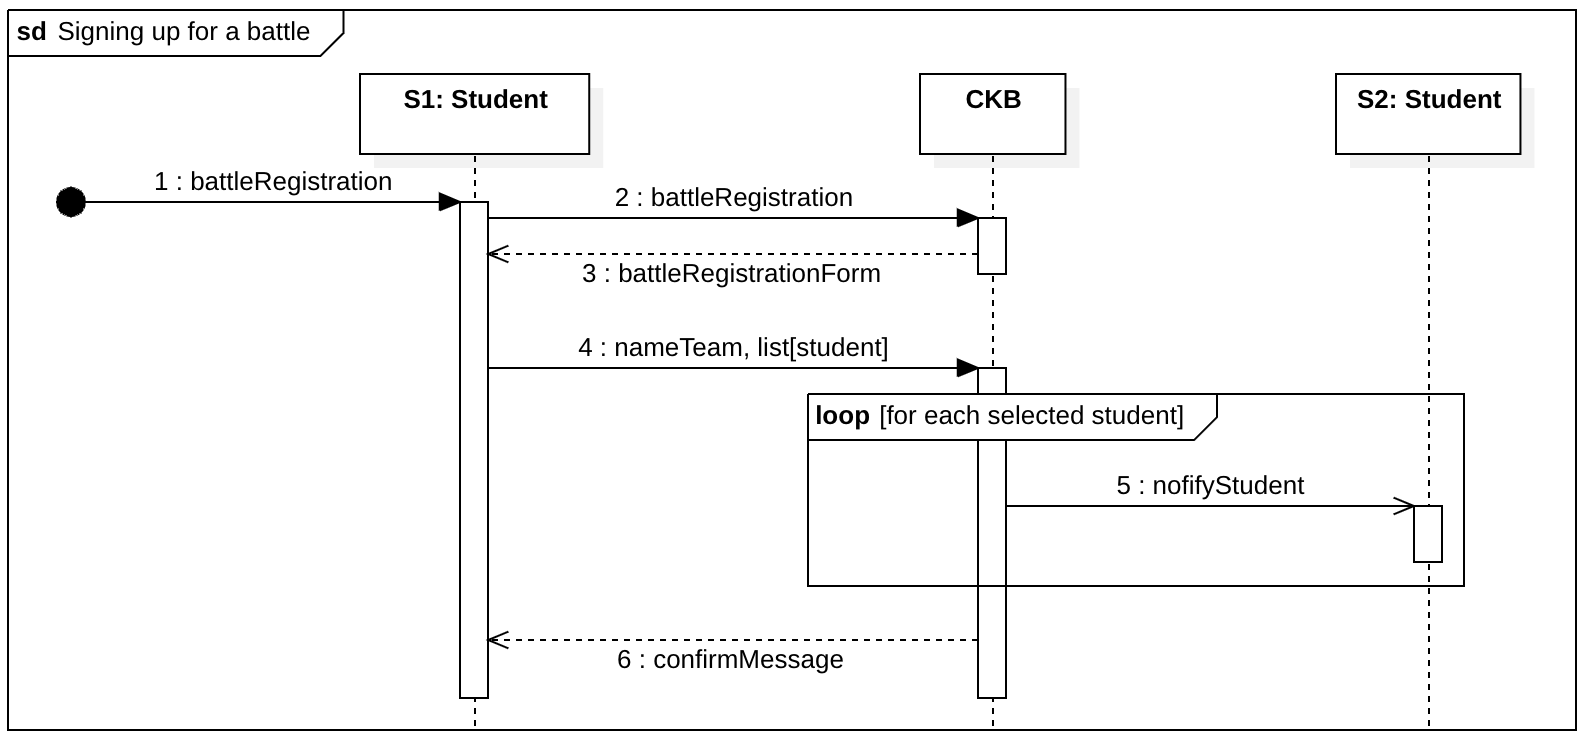 sd Signing up for a battle
S1: Student
CKB
S2: Student
1 : battleRegistration
2 : battleRegistration
3 : battleRegistrationForm
4 : nameTeam, list[student]
loop [for each selected student]
5 : nofifyStudent
6 : confirmMessage